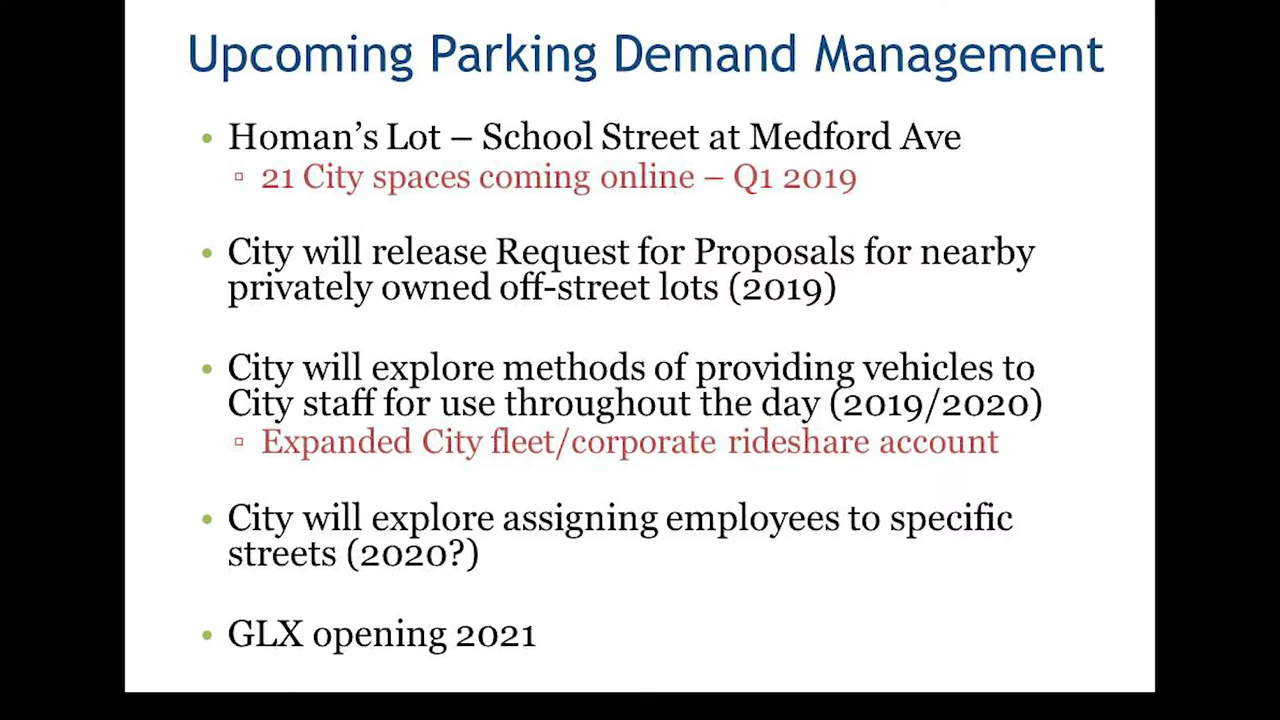 Upcoming Parking Demand Management
• Homan's Lot – School Street at Medford Ave
▫ 21 City spaces coming online – Q1 2019
• City will release Request for Proposals for nearby
privately owned off-street lots (2019)
• City will explore methods of providing vehicles to
City staff for use throughout the day (2019/2020)
▫ Expanded City fleet/corporate rideshare account
• City will explore assigning employees to specific
streets (2020?)
• GLX opening 2021